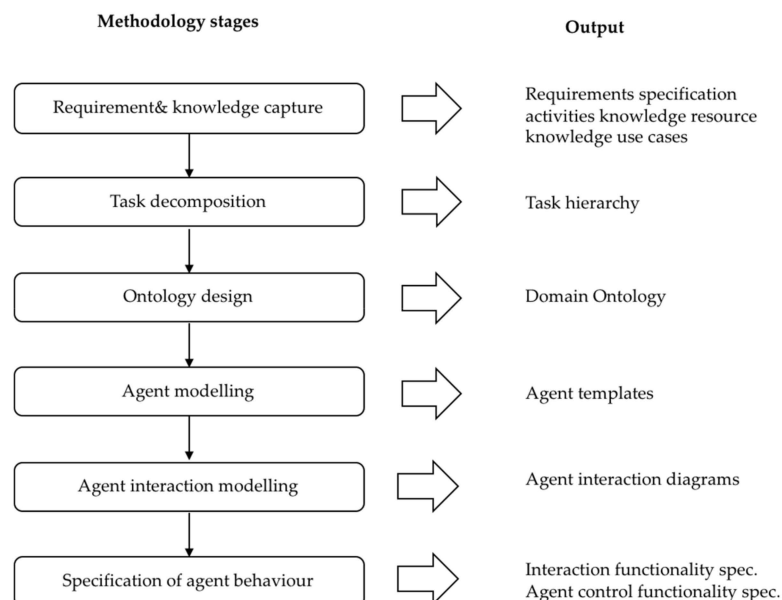 Methodology stages
Output
Requirement& knowledge capture
Requirements specification
activities knowledge resource
knowledge use cases
Task decomposition
Task hierarchy
Ontology design
Domain Ontology
Agent modelling
Agent templates
Agent interaction modelling
Agent interaction diagrams
Specification of agent behaviour
Interaction functionality spec.
Agent control functionality spec.